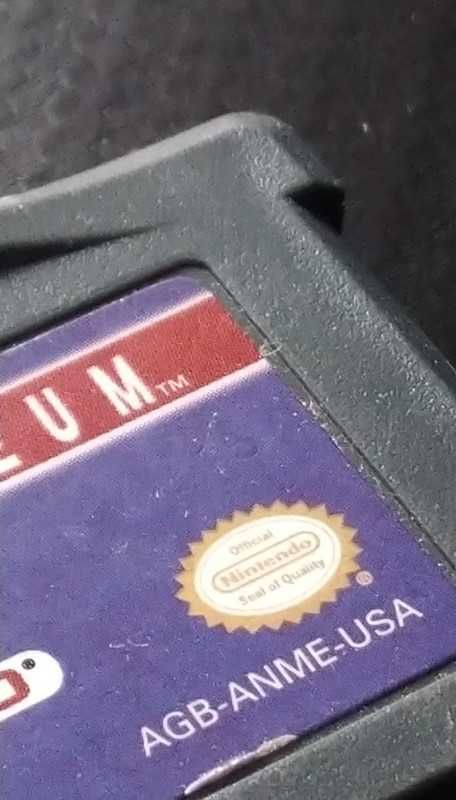 EUM™
Official
Nintendo
Seal of Quality
®
AGB-ANME-USA
®